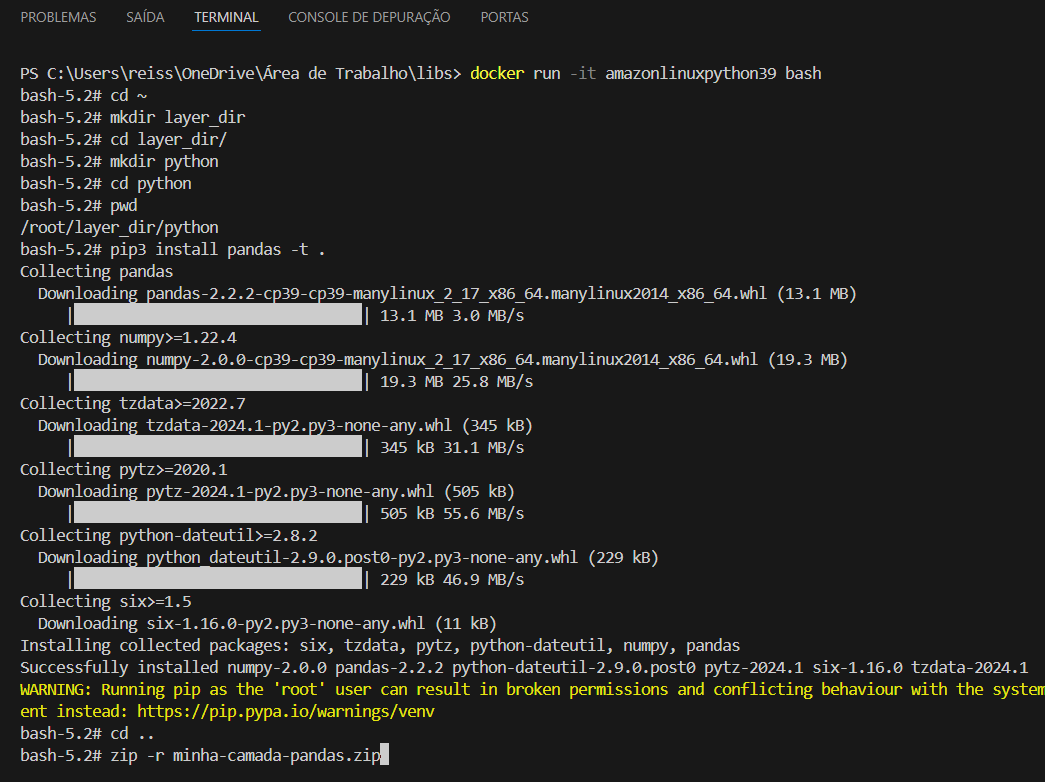 PROBLEMAS SAÍDA TERMINAL CONSOLE DE DEPURAÇÃO PORTAS
PS C:\Users\reiss\OneDrive\Área de Trabalho\libs> docker run -it amazonlinuxpython39 bash
bash-5.2# cd ~
bash-5.2# mkdir layer_dir
bash-5.2# cd layer_dir/
bash-5.2# mkdir python
bash-5.2# cd python
bash-5.2# pwd
/root/layer_dir/python
bash-5.2# pip3 install pandas -t .
Collecting pandas
  Downloading pandas-2.2.2-cp39-cp39-manylinux_2_17_x86_64.manylinux2014_x86_64.whl (13.1 MB)
     |████████████████████████████████| 13.1 MB 3.0 MB/s
Collecting numpy>=1.22.4
  Downloading numpy-2.0.0-cp39-cp39-manylinux_2_17_x86_64.manylinux2014_x86_64.whl (19.3 MB)
     |████████████████████████████████| 19.3 MB 25.8 MB/s
Collecting tzdata>=2022.7
  Downloading tzdata-2024.1-py2.py3-none-any.whl (345 kB)
     |████████████████████████████████| 345 kB 31.1 MB/s
Collecting pytz>=2020.1
  Downloading pytz-2024.1-py2.py3-none-any.whl (505 kB)
     |████████████████████████████████| 505 kB 55.6 MB/s
Collecting python-dateutil>=2.8.2
  Downloading python_dateutil-2.9.0.post0-py2.py3-none-any.whl (229 kB)
     |████████████████████████████████| 229 kB 46.9 MB/s
Collecting six>=1.5
  Downloading six-1.16.0-py2.py3-none-any.whl (11 kB)
Installing collected packages: six, tzdata, pytz, python-dateutil, numpy, pandas
Successfully installed numpy-2.0.0 pandas-2.2.2 python-dateutil-2.9.0.post0 pytz-2024.1 six-1.16.0 tzdata-2024.1
WARNING: Running pip as the 'root' user can result in broken permissions and conflicting behaviour with the system
ent instead: https://pip.pypa.io/warnings/venv
bash-5.2# cd ..
bash-5.2# zip -r minha-camada-pandas.zip